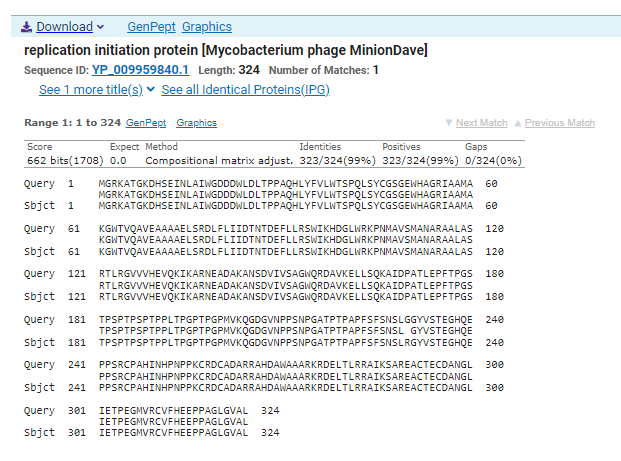 Download GenPept Graphics
replication initiation protein [Mycobacterium phage MinionDave]
Sequence ID: YP_009959840.1 Length: 324 Number of Matches: 1
See 1 more title(s) See all Identical Proteins(IPG)
Range 1: 1 to 324 GenPept Graphics ▼ Next Match ▲ Previous Match
Score Expect Method Identities Positives Gaps
662 bits(1708) 0.0 Compositional matrix adjust. 323/324(99%) 323/324(99%) 0/324(0%)
Query 1 MGRKATGKDHSEINLAIWGDDDWLDLTPPAQHLYFVLWTSPQLSYCGSGEWHAGRIAAMA 60
MGRKATGKDHSEINLAIWGDDDWLDLTPPAQHLYFVLWTSPQLSYCGSGEWHAGRIAAMA
Sbjct 1 MGRKATGKDHSEINLAIWGDDDWLDLTPPAQHLYFVLWTSPQLSYCGSGEWHAGRIAAMA 60
Query 61 KGWTVQAVEAAAAELSRDLFLIIDTNTDEFLLRSWIKHDGLWRKPNMAVSMANARAALAS 120
KGWTVQAVEAAAAELSRDLFLIIDTNTDEFLLRSWIKHDGLWRKPNMAVSMANARAALAS
Sbjct 61 KGWTVQAVEAAAAELSRDLFLIIDTNTDEFLLRSWIKHDGLWRKPNMAVSMANARAALAS 120
Query 121 RTLRGVVVHEVQKIKARNEADAKANSDVIVSAGWQRDAVKELLSQKAIDPATLEPFTPGS 180
RTLRGVVVHEVQKIKARNEADAKANSDVIVSAGWQRDAVKELLSQKAIDPATLEPFTPGS
Sbjct 121 RTLRGVVVHEVQKIKARNEADAKANSDVIVSAGWQRDAVKELLSQKAIDPATLEPFTPGS 180
Query 181 TPSPTPSPTPPLTPGPTPGPMVKQGDGVNPPSNPGATPTPAPFSFSNSLGGYVSTEGHQE 240
TPSPTPSPTPPLTPGPTPGPMVKQGDGVNPPSNPGATPTPAPFSFSNSL GYVSTEGHQE
Sbjct 181 TPSPTPSPTPPLTPGPTPGPMVKQGDGVNPPSNPGATPTPAPFSFSNSLRGYVSTEGHQE 240
Query 241 PPSRCPAHINHPNPPKCRDCADARRAHDAWAAARKRDELTLRRAIKSAREACTECDANGL 300
PPSRCPAHINHPNPPKCRDCADARRAHDAWAAARKRDELTLRRAIKSAREACTECDANGL
Sbjct 241 PPSRCPAHINHPNPPKCRDCADARRAHDAWAAARKRDELTLRRAIKSAREACTECDANGL 300
Query 301 IETPEGMVRCVFHEEPPAGLGVAL 324
IETPEGMVRCVFHEEPPAGLGVAL
Sbjct 301 IETPEGMVRCVFHEEPPAGLGVAL 324